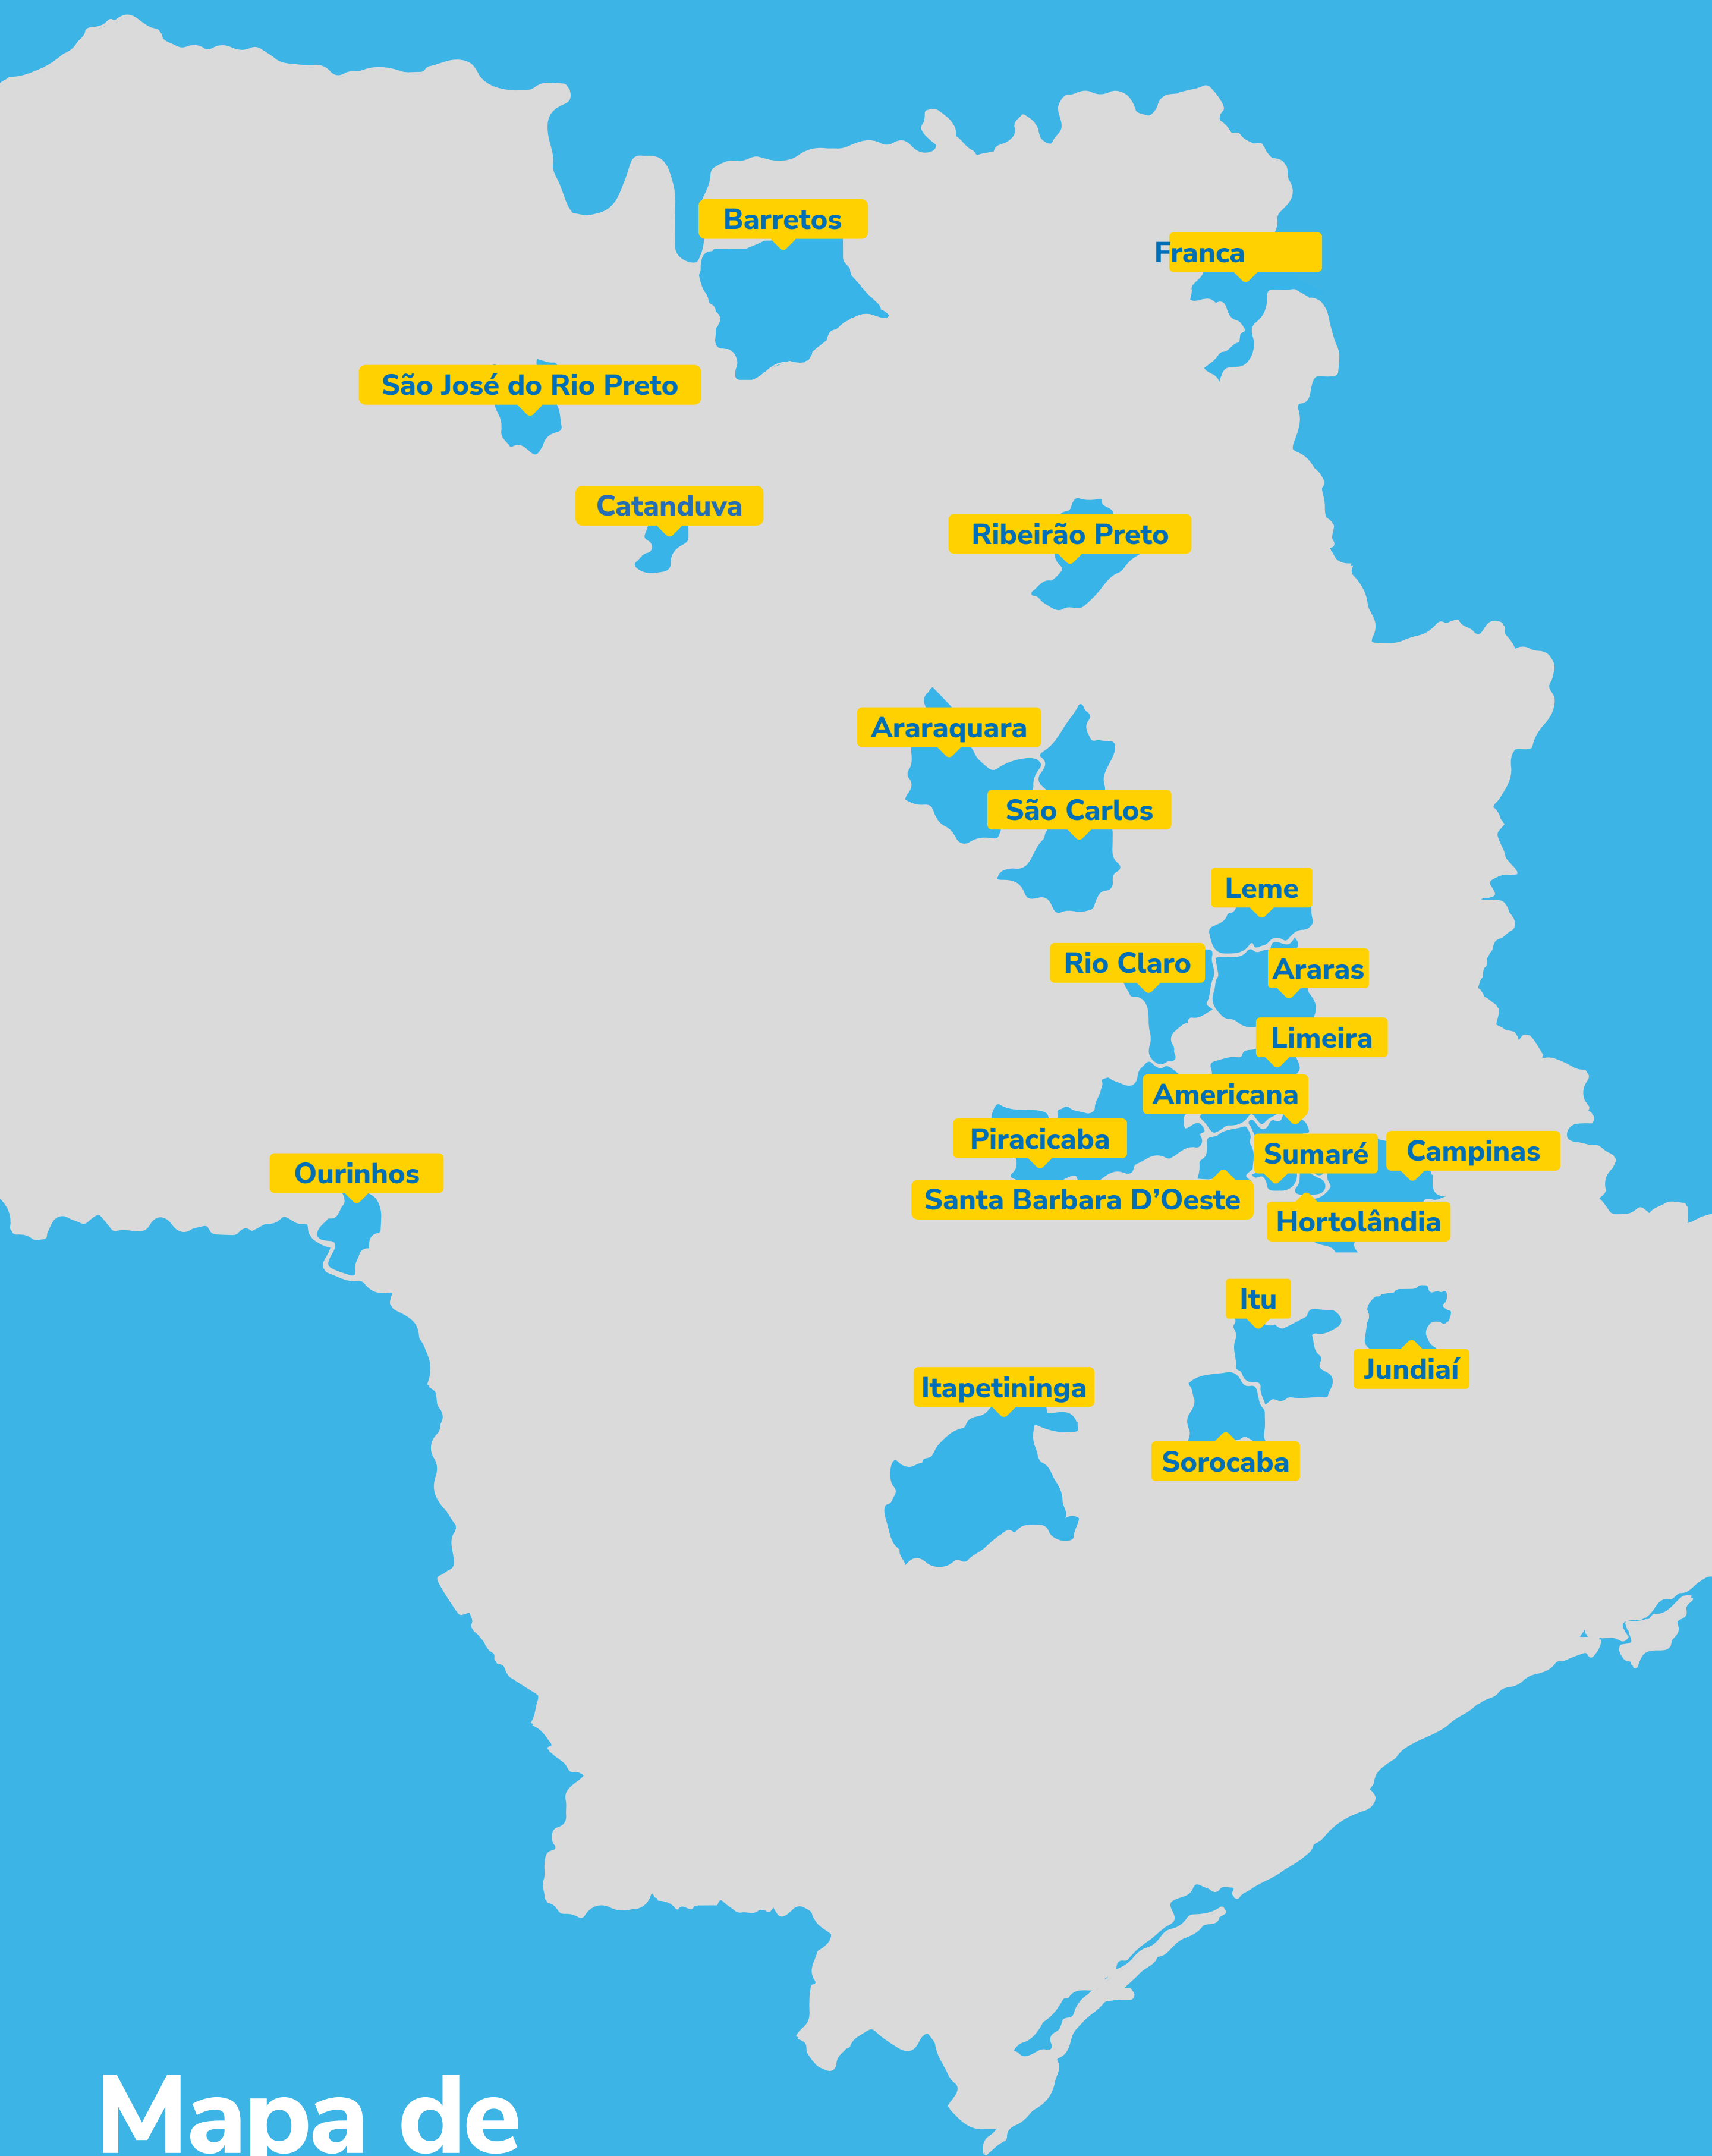 Barretos
Franca
São José do Rio Preto
Catanduva
Ribeirão Preto
Araraquara
São Carlos
Leme
Rio Claro
Araras
Limeira
Americana
Piracicaba
Sumaré
Campinas
Ourinhos
Santa Barbara D’Oeste
Hortolândia
Itu
Jundiaí
Itapetininga
Sorocaba
Mapa de